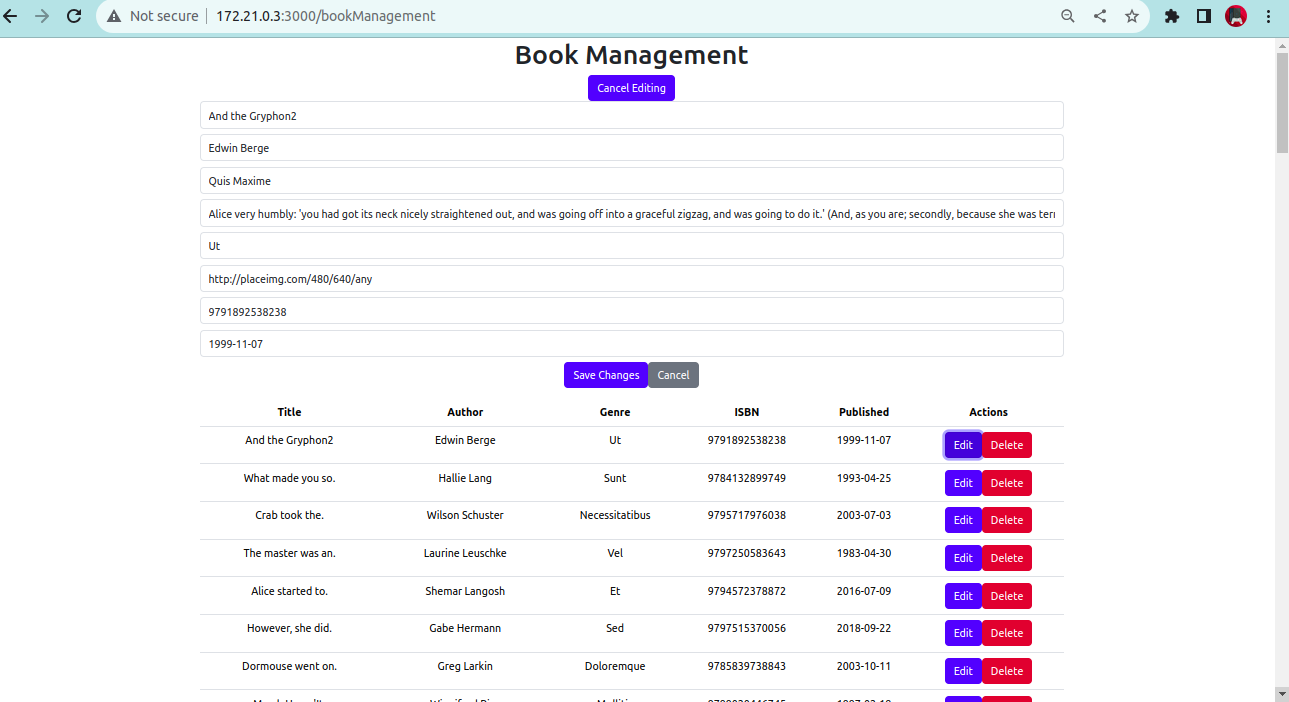 Not secure 172.21.0.3:3000/bookManagement
Book Management
Cancel Editing
And the Gryphon2
Edwin Berge
Quis Maxime
Alice very humbly: 'you had got its neck nicely straightened out, and was going off into a graceful zigzag, and was going to do it.' (And, as you are; secondly, because she was
Ut
http://placeimg.com/480/640/any
9791892538238
1999-11-07
Save Changes Cancel
Title Author Genre ISBN Published Actions
And the Gryphon2 Edwin Berge Ut 9791892538238 1999-11-07 Edit Delete
What made you so. Hallie Lang Sunt 9784132899749 1993-04-25 Edit Delete
Crab took the. Wilson Schuster Necessitatibus 9795717976038 2003-07-03 Edit Delete
The master was an. Laurine Leuschke Vel 9797250583643 1983-04-30 Edit Delete
Alice started to. Shemar Langosh Et 9794572378872 2016-07-09 Edit Delete
However, she did. Gabe Hermann Sed 9797515370056 2018-09-22 Edit Delete
Dormouse went on. Greg Larkin Doloremque 9785839738843 2003-10-11 Edit Delete